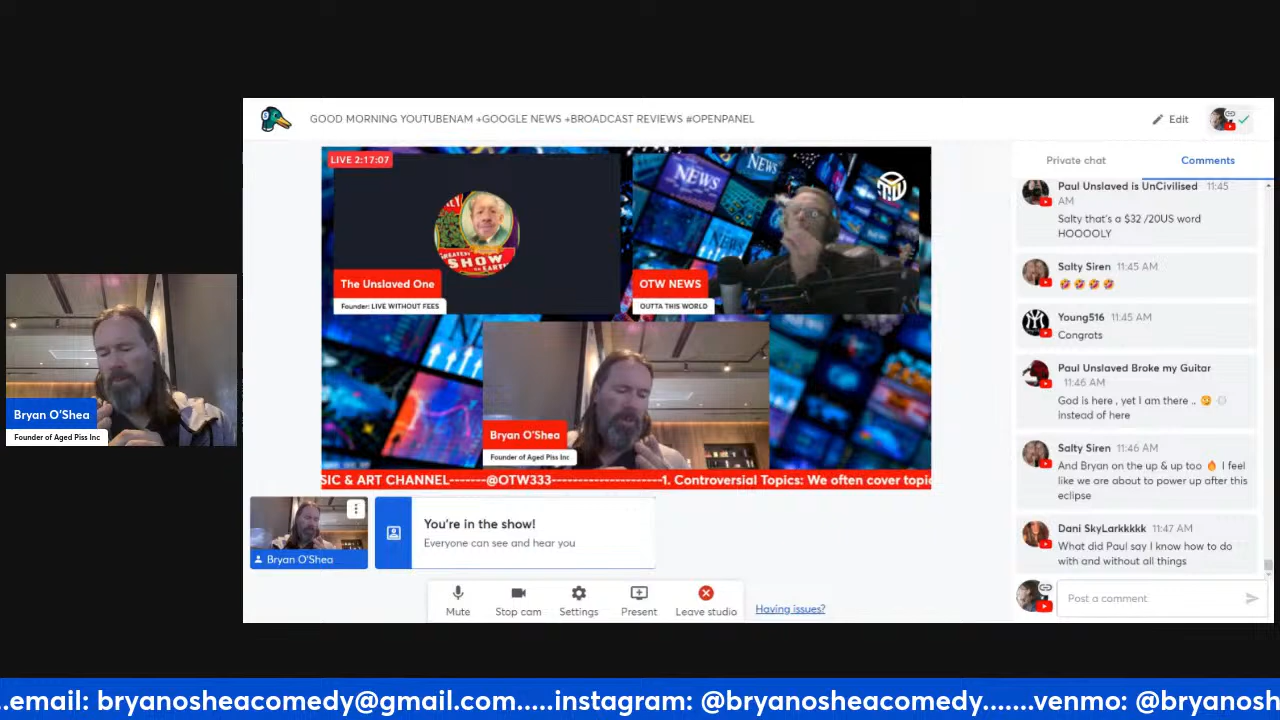 GOOD MORNING YOUTUBENAM +GOOGLE NEWS +BROADCAST REVIEWS #OPENPANEL
Edit
LIVE 2:17:07
NEWS
NEWS
NEWS
GREATEST
SHOW
ON EARTH
The Unslaved One
Founder: LIVE WITHOUT FEES
OTW NEWS
OUTTA THIS WORLD
Bryan O'Shea
Founder of Aged Piss Inc
SIC & ART CHANNEL-------@OTW333---------------------1. Controversial Topics: We often cover topic
Bryan O'Shea
Founder of Aged Piss Inc
Bryan O'Shea
You're in the show!
Everyone can see and hear you
Mute
Stop cam
Settings
Present
Leave studio
Having issues?
Private chat
Comments
Paul Unslaved is UnCivilised 11:45
AM
Salty that's a $32 /20US word
HOOOOLY
Salty Siren 11:45 AM
Young516 11:45 AM
Congrats
Paul Unslaved Broke my Guitar
11:46 AM
God is here , yet I am there ..
instead of here
Salty Siren 11:46 AM
And Bryan on the up & up too 🔥 I feel
like we are about to power up after this
eclipse
Dani SkyLarkkkkk 11:47 AM
What did Paul say I know how to do
with and without all things
Post a comment
..email: bryanosheacomedy@gmail.com.....instagram: @bryanosheacomedy.......venmo: @bryanosh